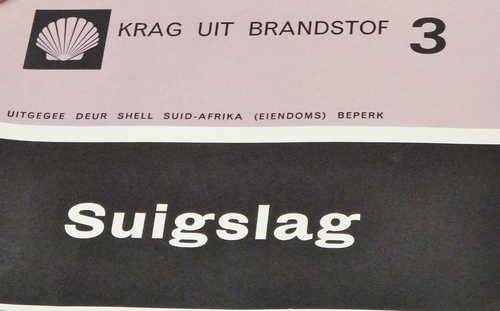 KRAG UIT BRANDSTOF 3
UITGEGEE DEUR SHELL SUID-AFRIKA (EIENDOMS) BEPERK
Suigslag